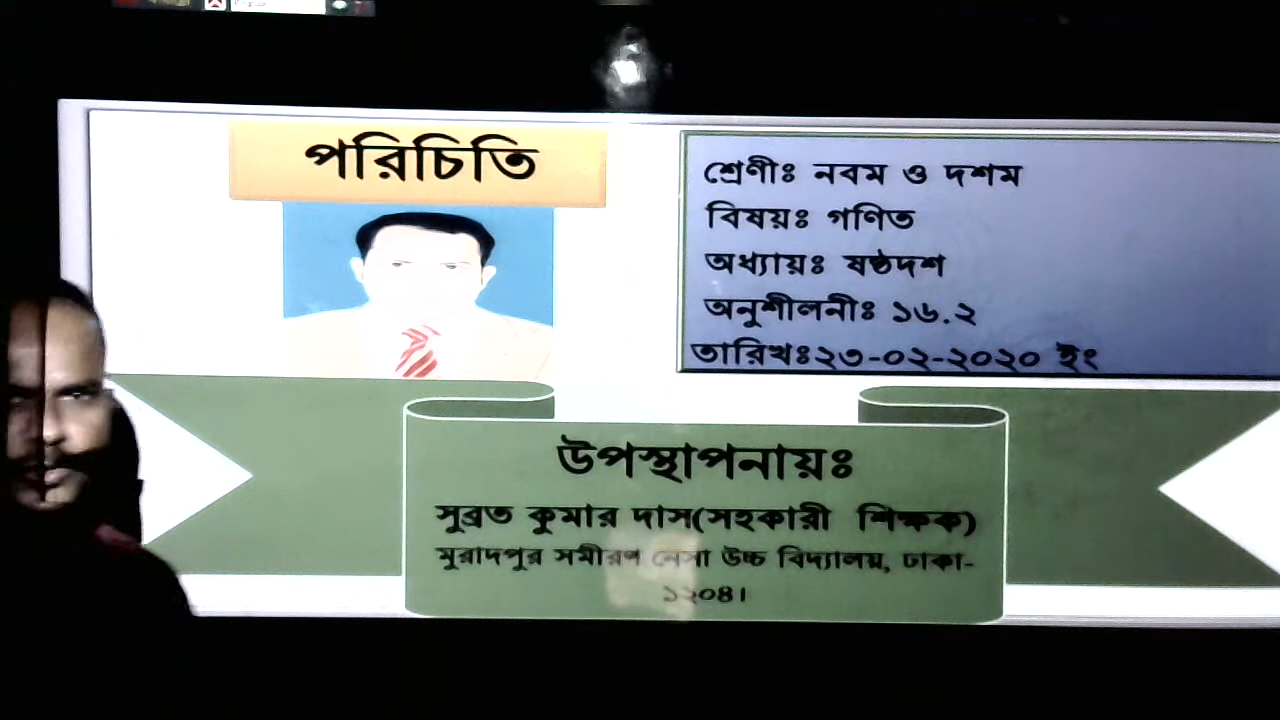 পরিচিতি
শ্রেণীঃ নবম ও দশম
বিষয়ঃ গণিত
অধ্যায়ঃ ষষ্ঠদশ
অনুশীলনীঃ ১৬.২
তারিখঃ২৩-০২-২০২০ ইং
উপস্থাপনায়ঃ
সুব্রত কুমার দাস(সহকারী শিক্ষক)
মুরাদপুর সমীরণ নেসা উচ্চ বিদ্যালয়, ঢাকা-
১২০৪।